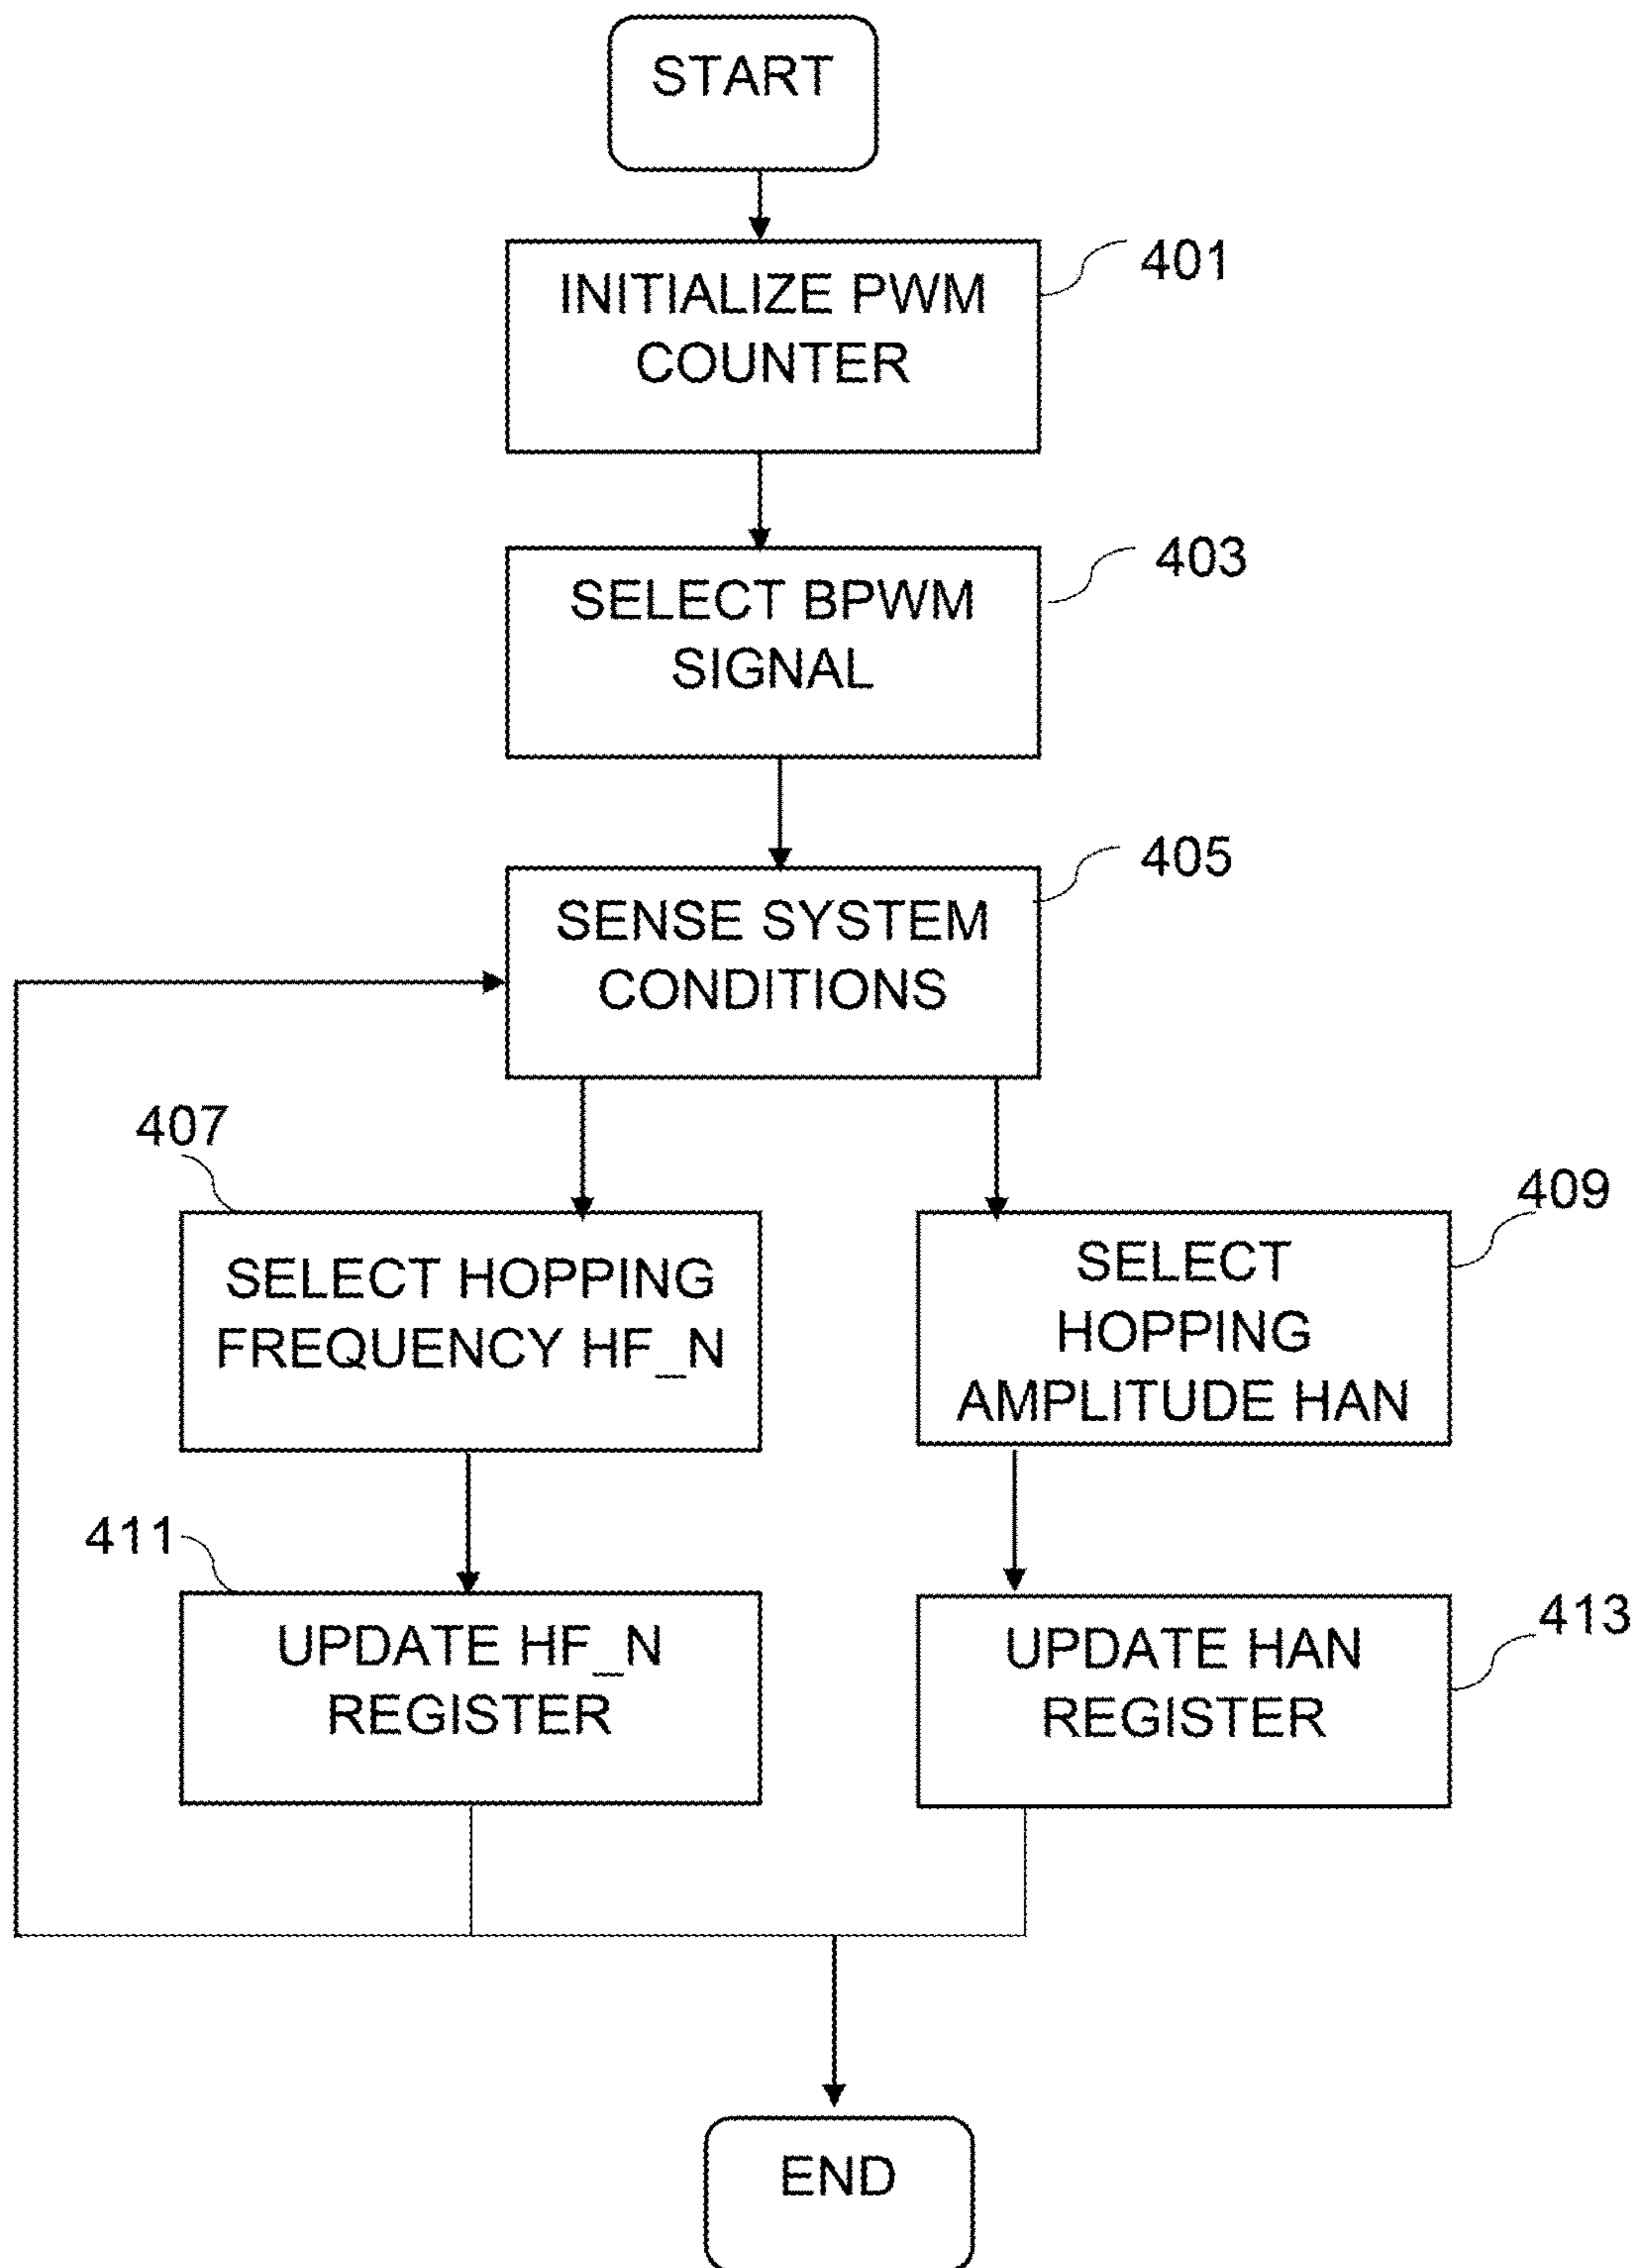 START
401
INITIALIZE PWM
COUNTER
403
SELECT BPWM
SIGNAL
405
SENSE SYSTEM
CONDITIONS
407
SELECT HOPPING
FREQUENCY HF_N
409
SELECT
HOPPING
AMPLITUDE HAN
411
UPDATE HF_N
REGISTER
413
UPDATE HAN
REGISTER
END